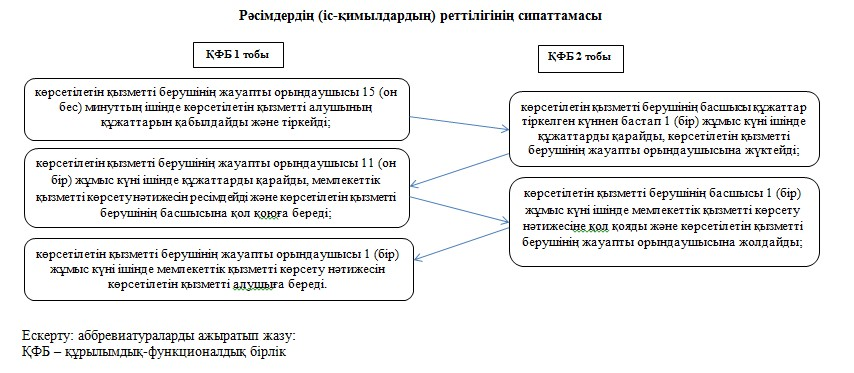 Рәсімдердің (іс-қимылдардың) реттілігінің сипаттамасы
ҚФБ 1 тобы
ҚФБ 2 тобы
көрсетілетін қызметті берушінің жауапты орындаушысы 15 (он
бес) минуттың ішінде көрсетілетін қызметті алушының
құжаттарын қабылдайды және тіркейді;
көрсетілетін қызметті берушінің басшысы құжаттар
тіркелген күннен бастап 1 (бір) жұмыс күні ішінде
құжаттарды қарайды, көрсетілетін қызметті
берушінің жауапты орындаушысына жүктейді;
көрсетілетін қызметті берушінің жауапты орындаушысы 11 (он
бір) жұмыс күні ішінде құжаттарды қарайды, мемлекеттік
қызметті көрсету нәтижесін ресімдейді және көрсетілетін қызметті
берушінің басшысына қол қоюға береді;
көрсетілетін қызметті берушінің басшысы 1 (бір)
жұмыс күні ішінде мемлекеттік қызметті көрсету
нәтижесіне қол қояды және көрсетілетін қызметті
берушінің жауапты орындаушысына жолдайды;
көрсетілетін қызметті берушінің жауапты орындаушысы 1 (бір)
жұмыс күні ішінде мемлекеттік қызметті көрсету нәтижесін
көрсетілетін қызметті алушыға береді.
Ескерту: аббревиатураларды ажыратып жазу:
ҚФБ – құрылымдық-функционалдық бірлік